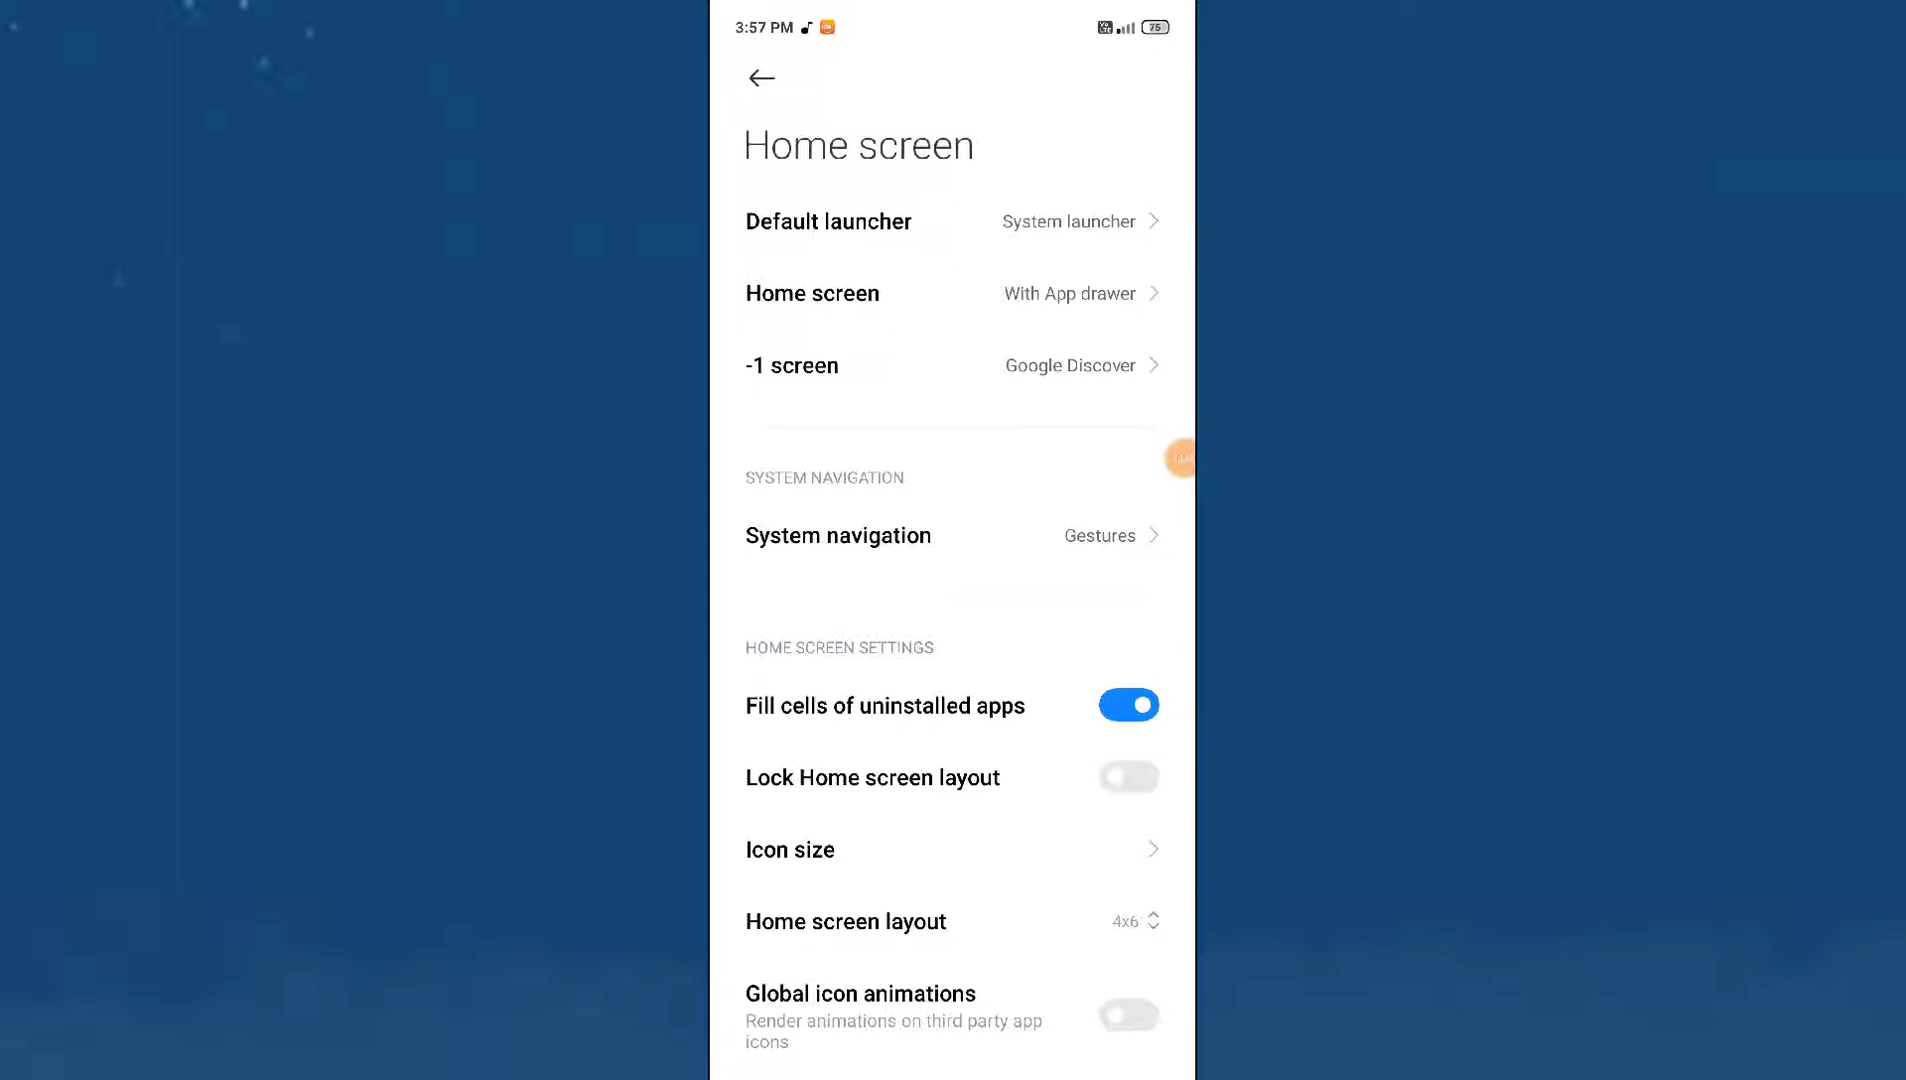 3:57 PM
75
Home screen
Default launcher System launcher
Home screen With App drawer
-1 screen Google Discover
SYSTEM NAVIGATION
System navigation Gestures
HOME SCREEN SETTINGS
Fill cells of uninstalled apps
Lock Home screen layout
Icon size
Home screen layout 4x6
Global icon animations
Render animations on third party app
icons